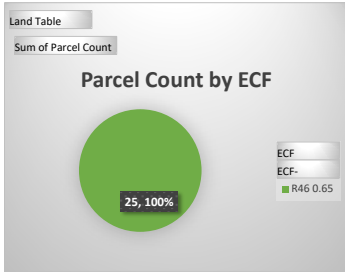 Land Table
Sum of Parcel Count
Parcel Count by ECF
25, 100%
ECF
ECF-
R46 0.65